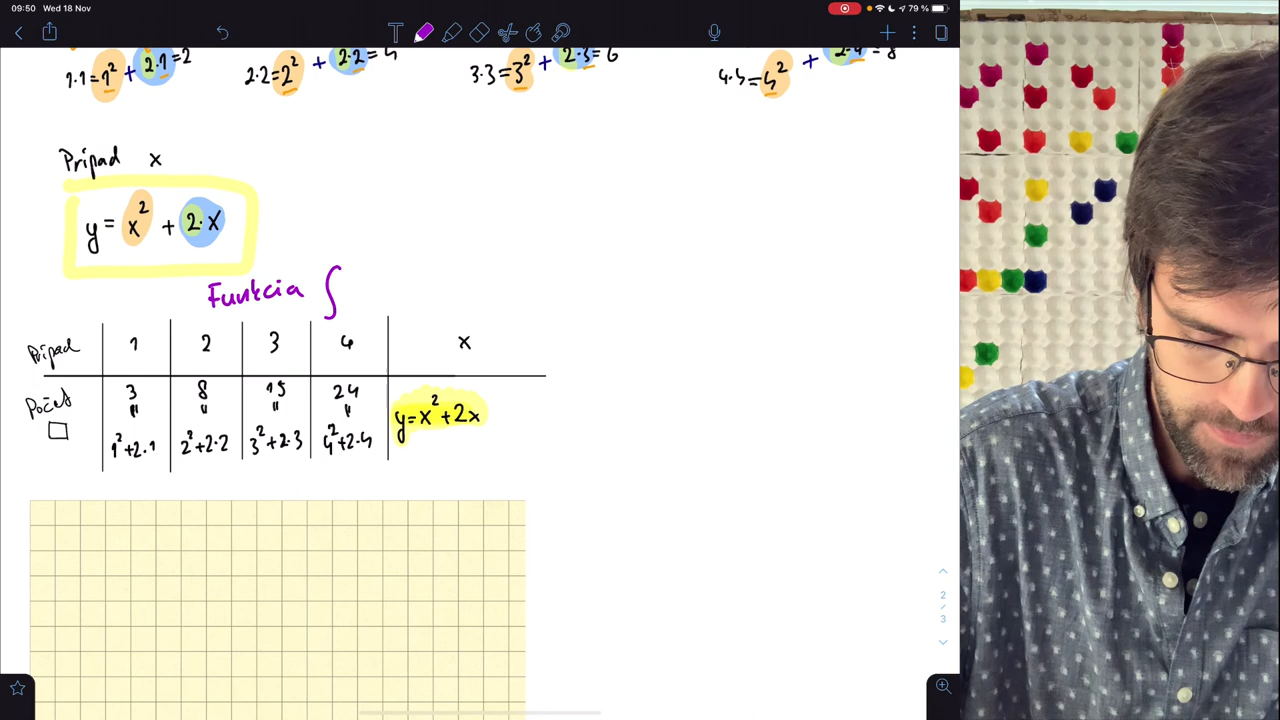 09:50 Wed 18 Nov
79 %
1·1=1² + 2·1=2
2·2=2² + 2·2=4
3·3=3² + 2·3=6
4·4=4² + 2·4=8
Prípad x
y = x² + 2·x
Funkcia f
Prípad 1 2 3 4 x
Počet □ 3 8 15 24 y=x²+2x
" " " "
1²+2·1 2²+2·2 3²+2·3 4²+2·4
2
/
3